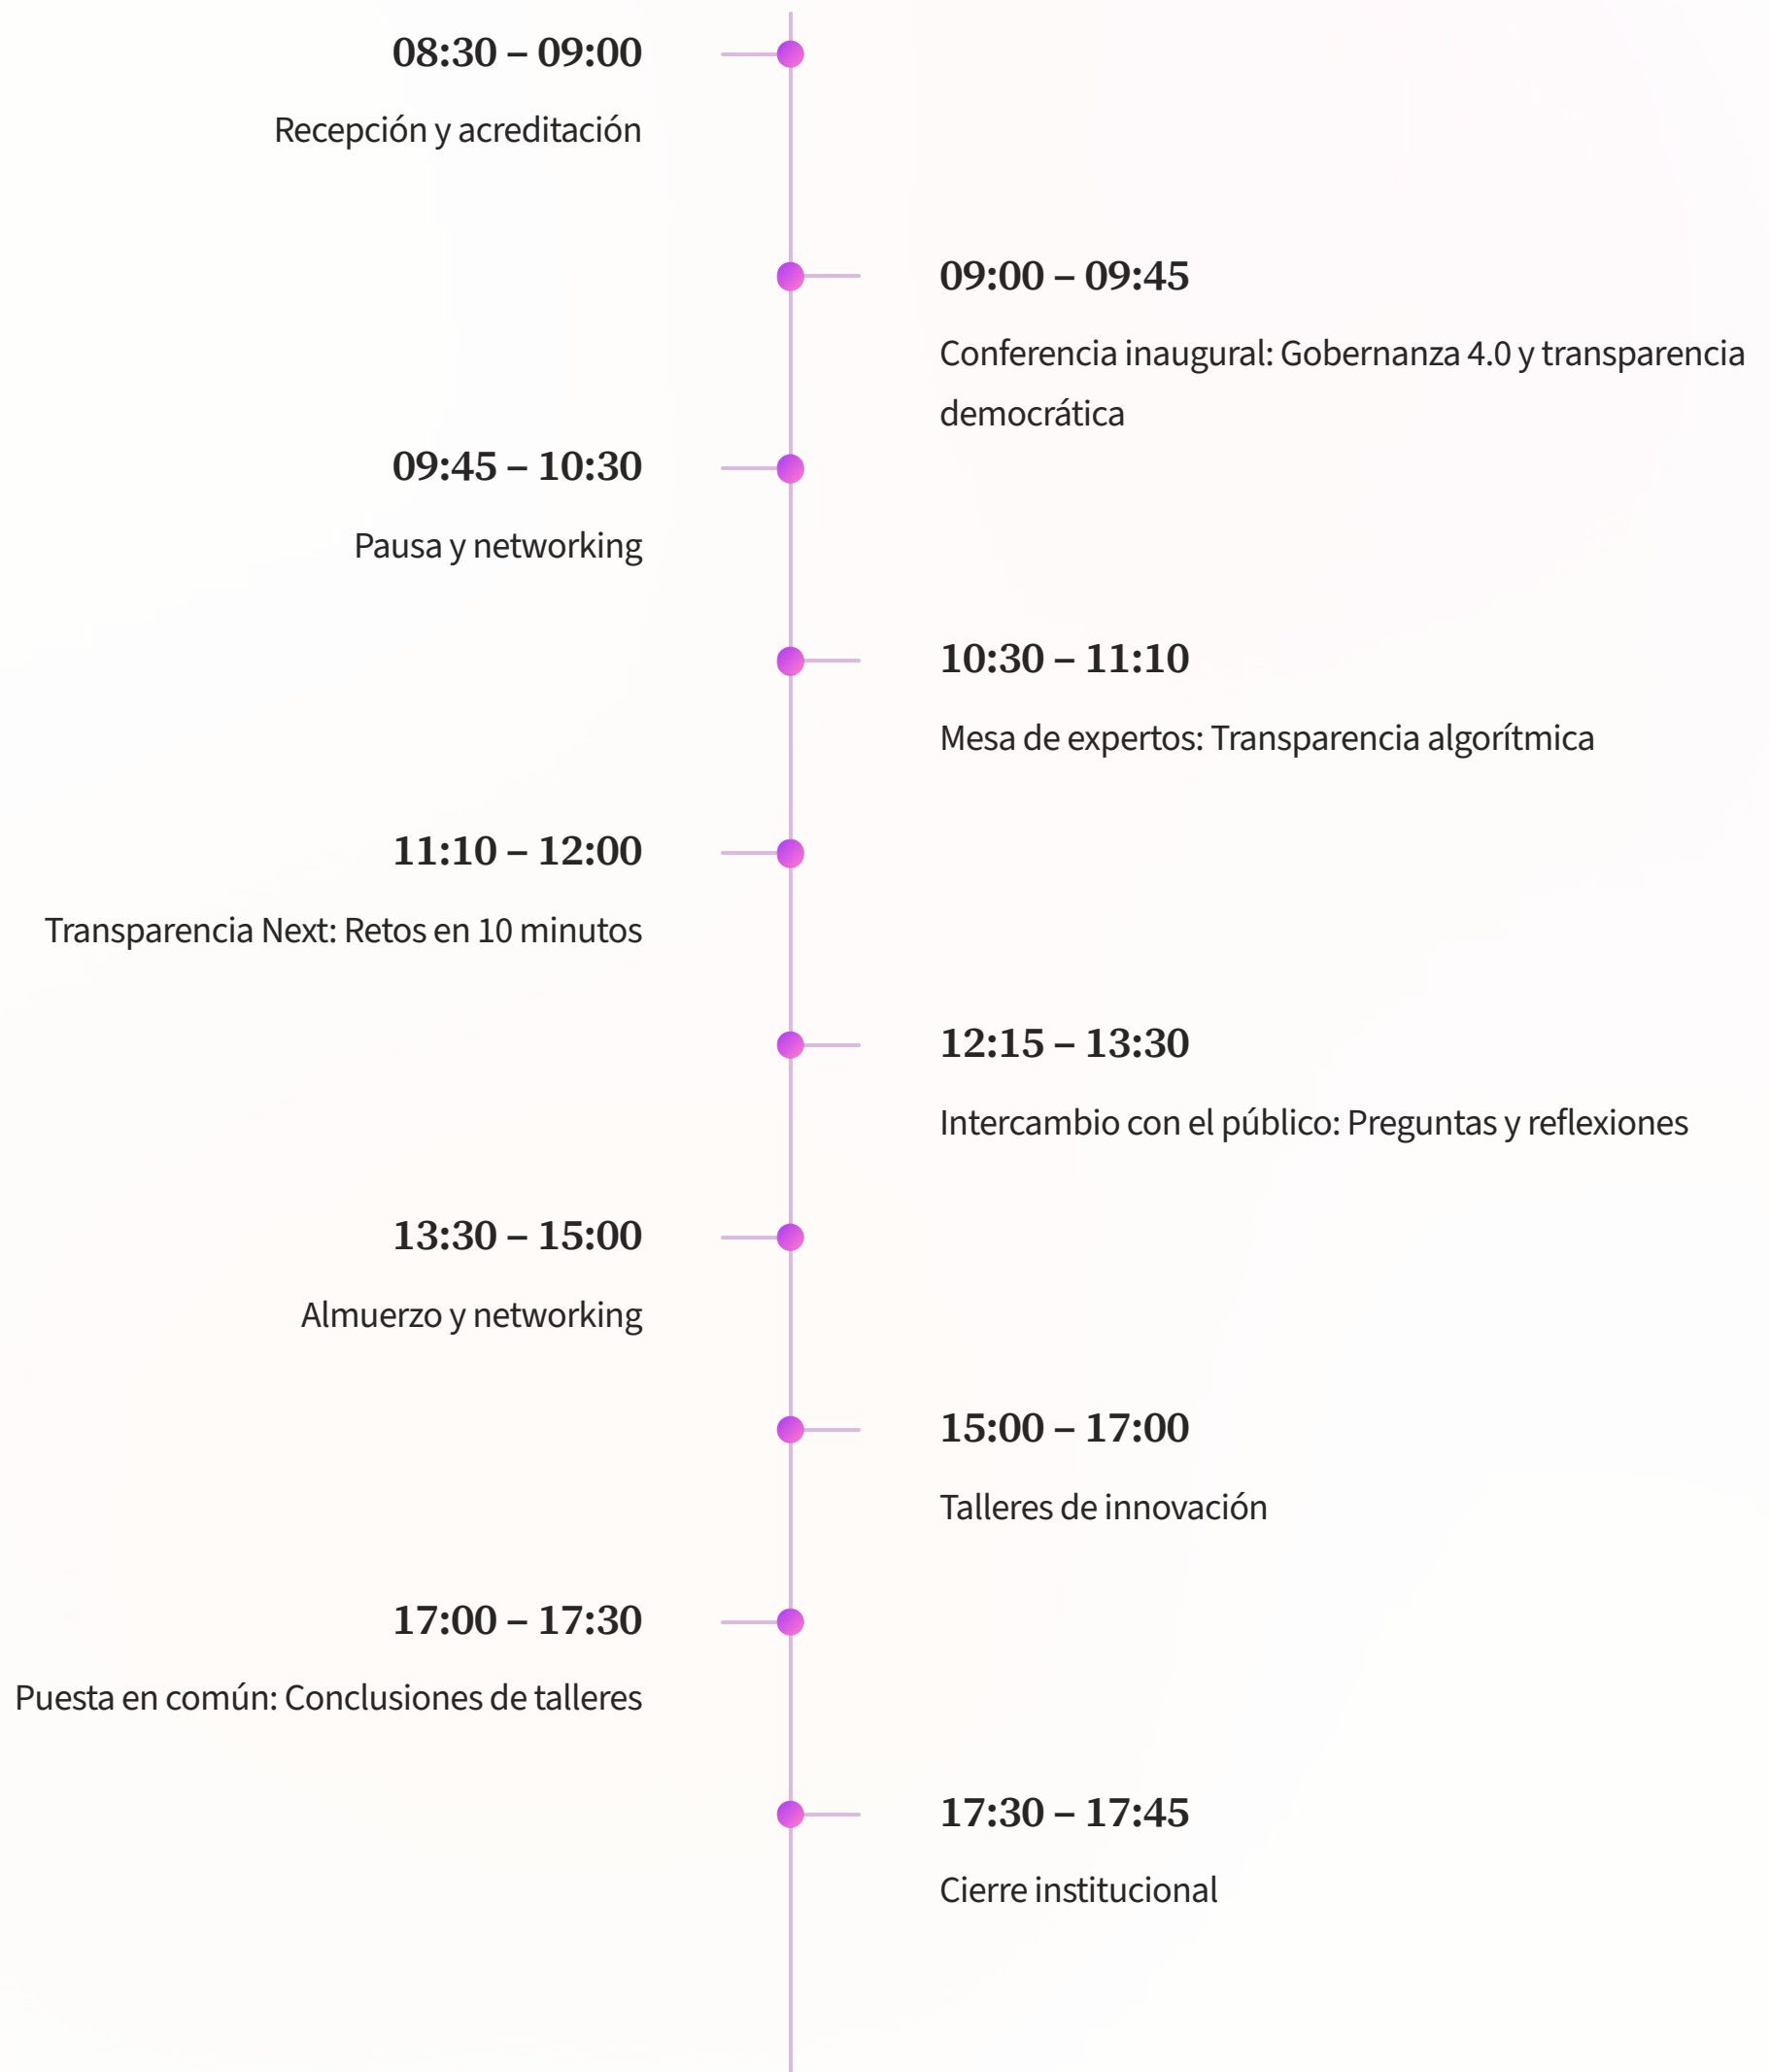 08:30 – 09:00
Recepción y acreditación
09:00 – 09:45
Conferencia inaugural: Gobernanza 4.0 y transparencia
democrática
09:45 – 10:30
Pausa y networking
10:30 – 11:10
Mesa de expertos: Transparencia algorítmica
11:10 – 12:00
Transparencia Next: Retos en 10 minutos
12:15 – 13:30
Intercambio con el público: Preguntas y reflexiones
13:30 – 15:00
Almuerzo y networking
15:00 – 17:00
Talleres de innovación
17:00 – 17:30
Puesta en común: Conclusiones de talleres
17:30 – 17:45
Cierre institucional